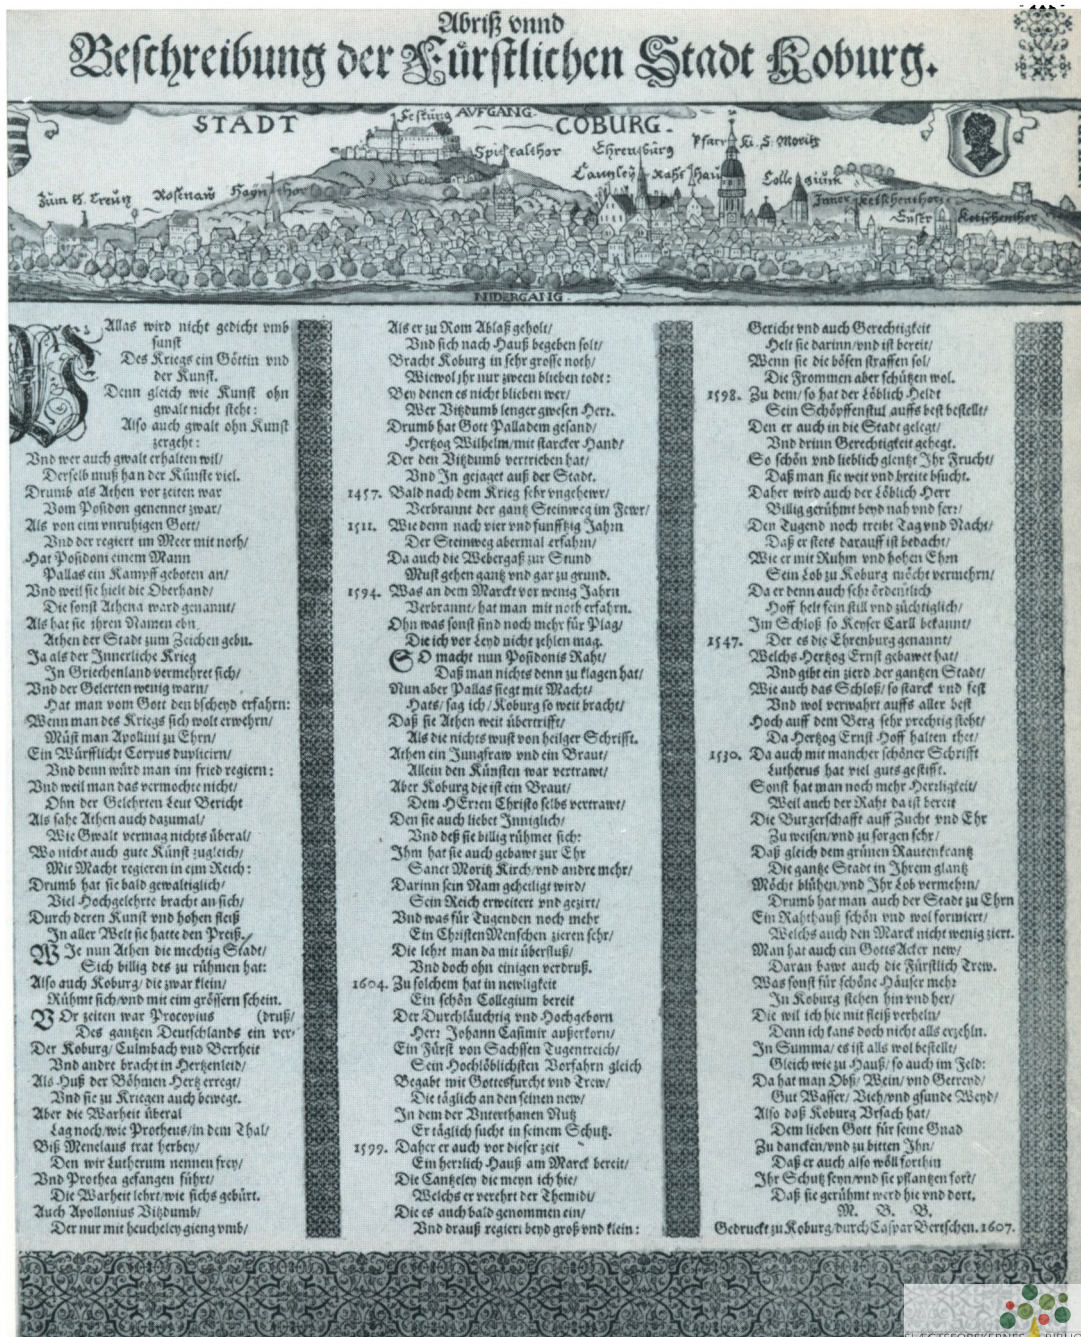 Abriß vnnd
Beschreibung der Fürstlichen Stadt Koburg.
STADT
Festung
AVFGANG.
COBURG.
Spittalthor
Ehrenburg
Pfarr Ki. S. Moritz
Zum H. Creutz
Rosenaw
Hayn thor
Cantzley
Rahthauß
Collegium
Inner Ketschenthor
Euser Ketschenthor
NIDERGANG.
PAllas wird nicht gedicht vmb
sunst
Des Kriegs ein Göttin vnd
der Kunst.
Denn gleich wie Kunst ohn
gwalt nicht steht:
Also auch gwalt ohn Kunst
zergeht:
Vnd wer auch gwalt erhalten wil/
Derselb muß han der Künste viel.
Drumb als Athen vor zeiten war
Vom Posidon genennet zwar/
Als von eim vnruhigen Gott/
Vnd der regiert im Meer mit noth/
Hat Posidoni einem Mann
Pallas ein Kampff geboten an/
Vnd weil sie hielt die Oberhand/
Die sonst Athena ward genannt/
Als hat sie jhren Namen ebn
Athen der Stadt zum Zeichen gebn.
Ja als der Innerliche Krieg
In Griechenland vermehret sich/
Vnd der Gelerten wenig warn/
Hat man vom Gott den bscheyd erfahrn:
Wenn man des Kriegs sich wolt erwehrn/
Müst man Apollini zu Ehrn/
Ein Würfflicht Corpus duplicirn/
Vnd denn würd man im fried regiern:
Vnd weil man das vermochte nicht/
Ohn der Gelehrten Leut Bericht
Als sahe Athen auch dazumal/
Wie Gwalt vermag nichts überal/
Wo nicht auch gute Künst zugleich/
Mit Macht regieren in eim Reich:
Drumb hat sie bald gewaltiglich/
Viel Hochgelehrte bracht an sich/
Durch deren Kunst vnd hohen fleiß
In aller Welt sie hatte den Preiß.
WIe nun Athen die mechtig Stadt/
Sich billig des zu rühmen hat:
Also auch Koburg/ die zwar klein/
Rühmt sich/vnd mit eim grössern schein.
VOr zeiten war Procopius (druß/
Des gantzen Deutschlands ein ver-
Der Koburg/ Culmbach vnd Berrheit
Vnd andre bracht in Hertzenleid/
Als Huß der Böhmen Hertz erregt/
Vnd sie zu Kriegen auch bewegt.
Aber die Warheit überal
Lag noch/ wie Protheus/ in dem Thal/
Biß Menelaus trat herbey/
Den wir Lutherum nennen frey/
Vnd Prothea gefangen führt/
Die Warheit lehrt/wie sichs gebürt.
Auch Apollonius Vitzdumb/
Der nur mit heucheley gieng vmb/
Als er zu Rom Ablaß geholt/
Vnd sich nach Hauß begeben solt/
Bracht Koburg in sehr grosse noth/
Wiewol jhr nur zween blieben todt:
Bey denen es nicht blieben wer/
Wer Vitzdumb lenger gwesen Herr.
Drumb hat Gott Palladem gesand/
Hertzog Wilhelm/mit starcker Hand/
Der den Vitzdumb vertrieben hat/
Vnd In gejaget auß der Stadt.
1457. Bald nach dem Krieg sehr vngehewr/
Verbrannt der gantz Steinweg im Fewr/
1511. Wie denn nach vier vnd funfftzig Jahrn
Der Steinweg abermal erfahrn/
Da auch die Webergaß zur Stund
Must gehen gantz vnd gar zu grund.
1594. Was an dem Marckt vor wenig Jahrn
Verbrannt/ hat man mit noth erfahrn.
Ohn was sonst sind noch mehr für Plag/
Die ich vor Leyd nicht zehlen mag.
SO macht nun Posidonis Raht/
Daß man nichts denn zu klagen hat/
Nun aber Pallas siegt mit Macht/
Hats/ sag ich/ Koburg so weit bracht/
Daß sie Athen weit übertrifft/
Als die nichts wust von heilger Schrifft.
Athen ein Jungfraw vnd ein Braut/
Allein den Künsten war vertrawt/
Aber Koburg die ist ein Braut/
Dem HErren Christo selbs vertrawt/
Den sie auch liebet Inniglich/
Vnd deß sie billig rühmet sich:
Ihm hat sie auch gebawt zur Ehr
Sanct Moritz Kirch/vnd andre mehr/
Darinn sein Nam geheiligt wird/
Sein Reich erweitert vnd geziert/
Vnd was für Tugenden noch mehr
Ein Christen Menschen zieren sehr/
Die lehrt man da mit überfluß/
Vnd doch ohn einigen verdruß.
1604. Zu solchem hat in newligkeit
Ein schön Collegium bereit
Der Durchläuchtig vnd Hochgeborn
Herr Johann Casimir außerkorn/
Ein Fürst von Sachssen Tugentreich/
Sein Hochlöblichsten Vorfahrn gleich
Begabt mit Gottesfurcht vnd Trew/
Die täglich an den seinen new/
In dem der Vnterthanen Nutz
Er täglich sucht in seinem Schutz.
1599. Daher er auch vor dieser zeit
Ein herrlich Hauß am Marck bereit/
Die Cantzeley die meyn ich hie/
Welchs er verehrt der Themidi/
Die es auch bald genommen ein/
Vnd drauß regiert beyd groß vnd klein:
Gericht vnd auch Gerechtigkeit
Helt sie darinn/vnd ist bereit/
Wenn sie die bösen straffen sol/
Die Frommen aber schützen wol.
1598. Zu dem/ so hat der Löblich Heldt
Sein Schöpffenstul auffs best bestellt/
Den er auch in die Stadt gelegt/
Vnd drinn Gerechtigkeit gehegt.
So schön vnd lieblich glentzt Ihr Frucht/
Daß man sie weit vnd breite bsucht.
Daher wird auch der Löblich Herr
Billig gerühmt beyd nah vnd ferr/
Den Tugend noch treibt Tag vnd Nacht/
Daß er stets darauff ist bedacht/
Wie er mit Ruhm vnd hohen Ehrn
Sein Lob zu Koburg möcht vermehrn/
Da er denn auch sehr ördentlich
Hoff helt fein still vnd züchtiglich/
Im Schloß so Keyser Carll bekannt/
1547. Der es die Ehrenburg genannt/
Welchs Hertzog Ernst gebawet hat/
Vnd gibt ein zierd der gantzen Stadt/
Wie auch das Schloß/ so starck vnd fest
Vnd wol verwahrt auffs aller best
Hoch auff dem Berg sehr prechtig steht/
Da Hertzog Ernst Hoff halten thet/
1530. Da auch mit mancher schöner Schrifft
Lutherus hat viel guts gestifft.
Sonst hat man noch mehr Herrligkeit/
Weil auch der Raht da ist bereit
Die Burgerschafft auff Zucht vnd Ehr
Zu weisen/vnd zu sorgen sehr/
Daß gleich dem grünen Rautenkrantz
Die gantze Stadt in Ihrem glantz
Möcht blühen/vnd Ihr Lob vermehrn/
Drumb hat man auch der Stadt zu Ehrn
Ein Rahthauß schön vnd wol formiert/
Welchs auch den Marck nicht wenig ziert.
Man hat auch ein Gotts Acker new/
Daran bawt auch die Fürstlich Trew.
Was sonst für schöne Häuser mehr
In Koburg stehen hin vnd her/
Die wil ich hie mit fleiß verheln/
Denn ich kans doch nicht als erzehln.
In Summa/ es ist als wol bestellt/
Gleich wie zu Hauß/ so auch im Feld:
Da hat man Obß/ Wein/ vnd Getreyd/
Gut Wasser/ Vieh/ vnd gsunde Weyd/
Also daß Koburg Vrsach hat/
Dem lieben Gott für seine Gnad
Zu dancken/vnd zu bitten Ihn/
Daß er auch also wöll forthin
Ihr Schutz seyn/vnd sie pflantzen fort/
Daß sie gerühmt werd hie vnd dort.
M. V. V.
Gedruckt zu Koburg/durch Caspar Bertschen. 1607.